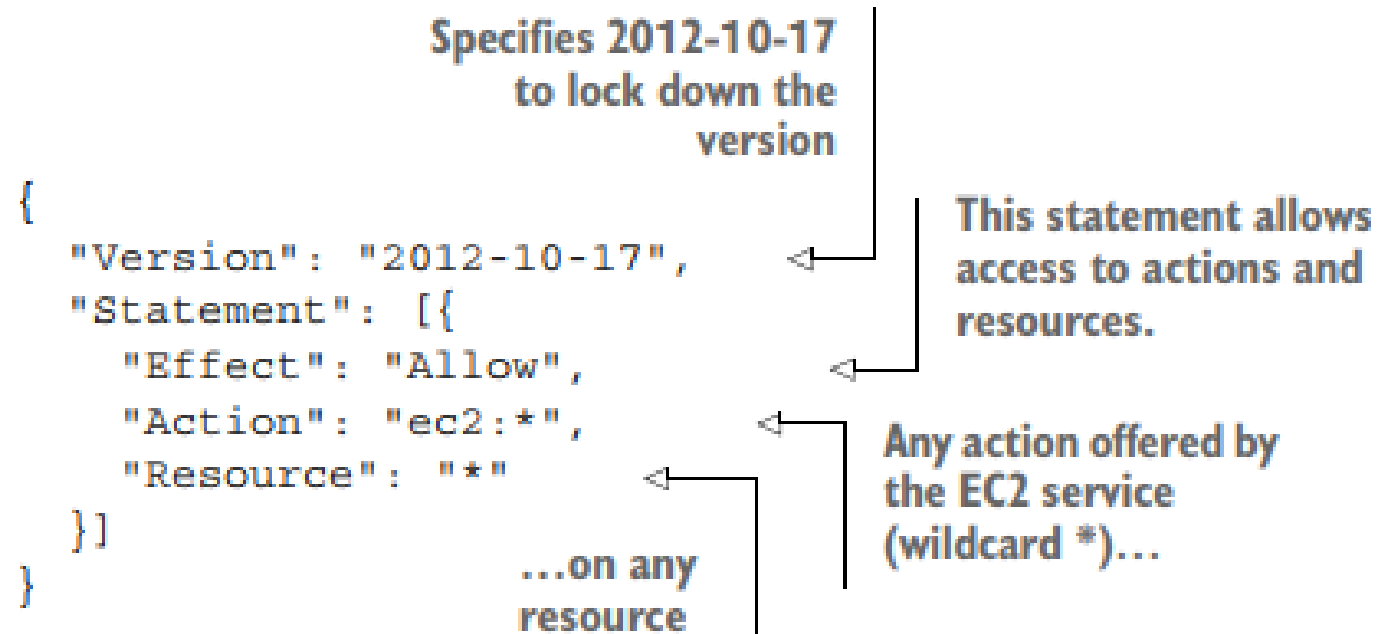 Specifies 2012-10-17
to lock down the
version
{
"Version": "2012-10-17",
"Statement": [{
"Effect": "Allow",
"Action": "ec2:*",
"Resource": "*"
}]
}
This statement allows
access to actions and
resources.
Any action offered by
the EC2 service
(wildcard *)…
…on any
resource